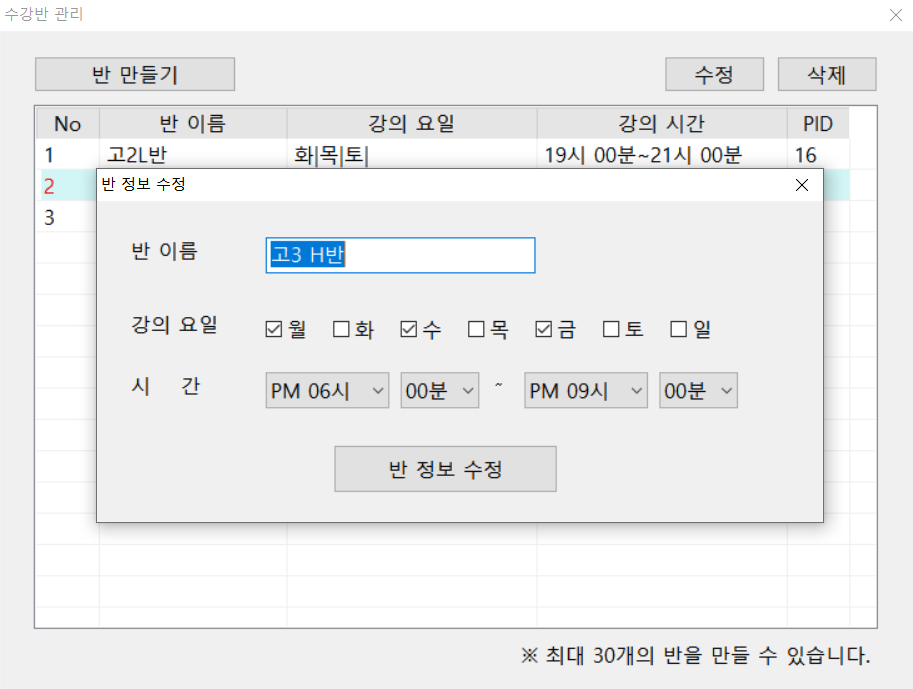 수강반 관리
반 만들기 수정 삭제
No 반 이름 강의 요일 강의 시간 PID
1 고2L반 화|목|토| 19시 00분~21시 00분 16
2
3
반 정보 수정
반 이름 고3 H반
강의 요일 월 화 수 목 금 토 일
시 간 PM 06시 00분 ~ PM 09시 00분
반 정보 수정
※ 최대 30개의 반을 만들 수 있습니다.